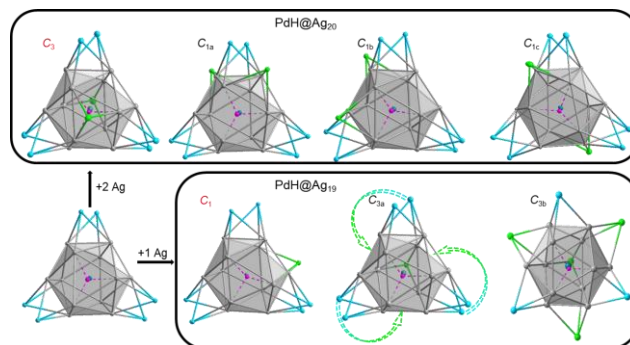 PdH@Ag₂₀
C₃
C₁ₐ
C₁b
C₁c
+2 Ag
+1 Ag
PdH@Ag₁₉
C₁
C₃ₐ
C₃b